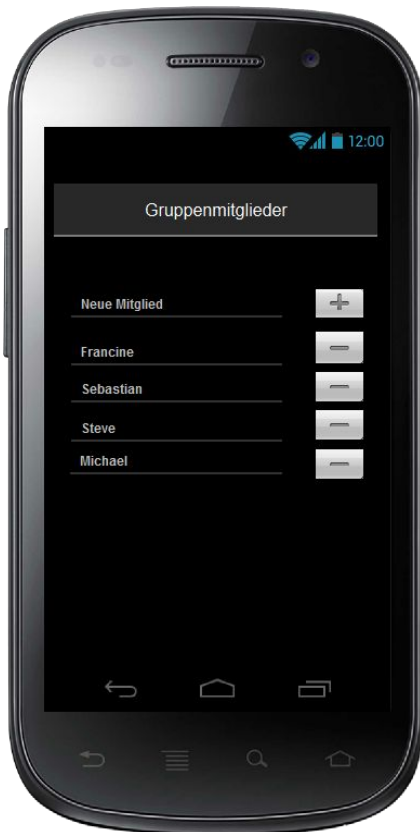 12:00
Gruppenmitglieder
Neue Mitglied
Francine
Sebastian
Steve
Michael